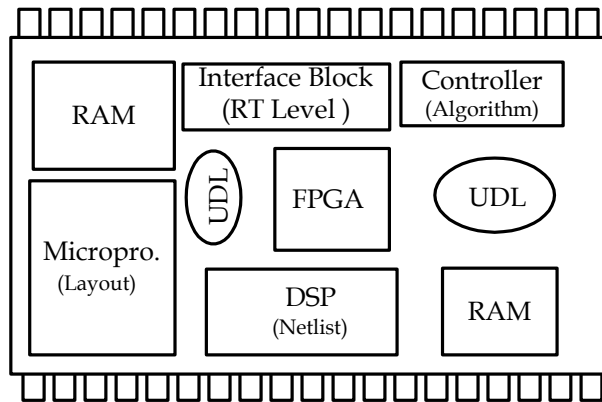 RAM
Interface Block
(RT Level )
Controller
(Algorithm)
UDL
FPGA
UDL
Micropro.
(Layout)
DSP
(Netlist)
RAM